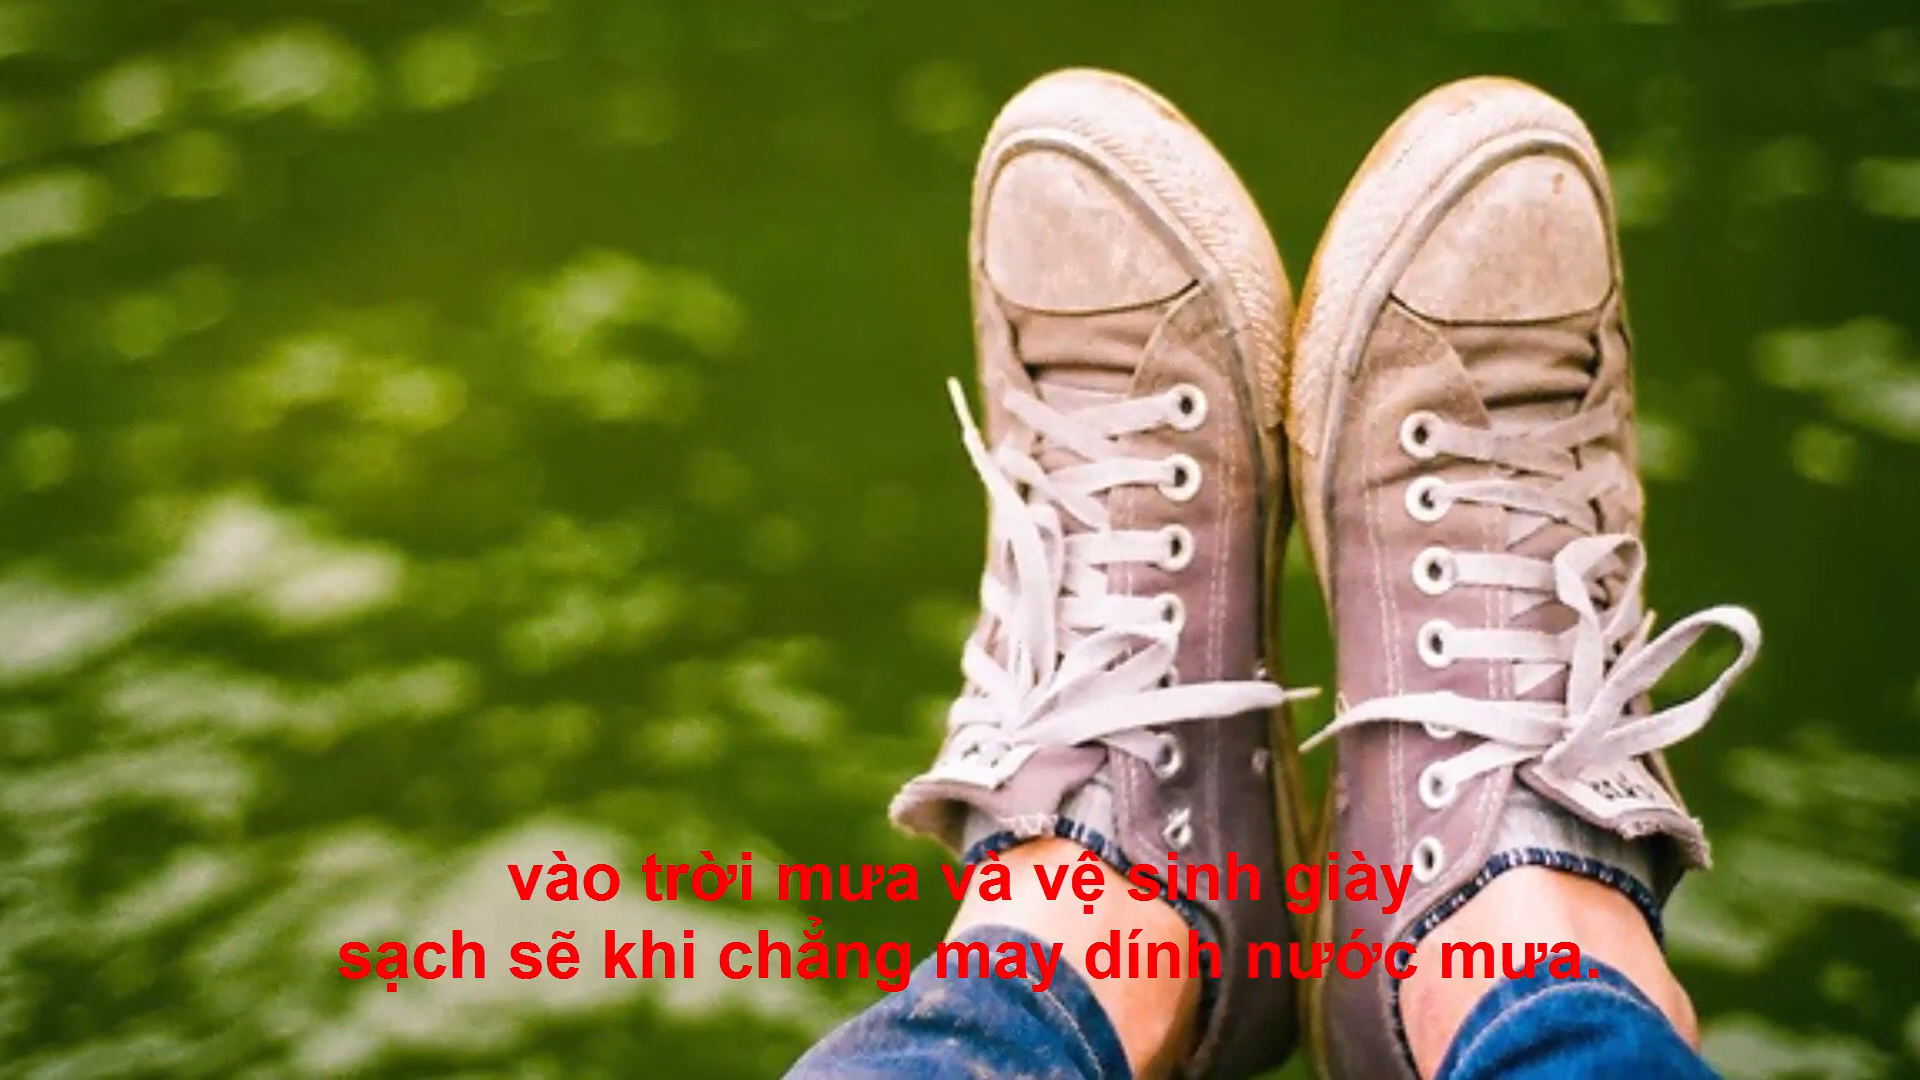 vào trời mưa và vệ sinh giày
sạch sẽ khi chẳng may dính nước mưa.